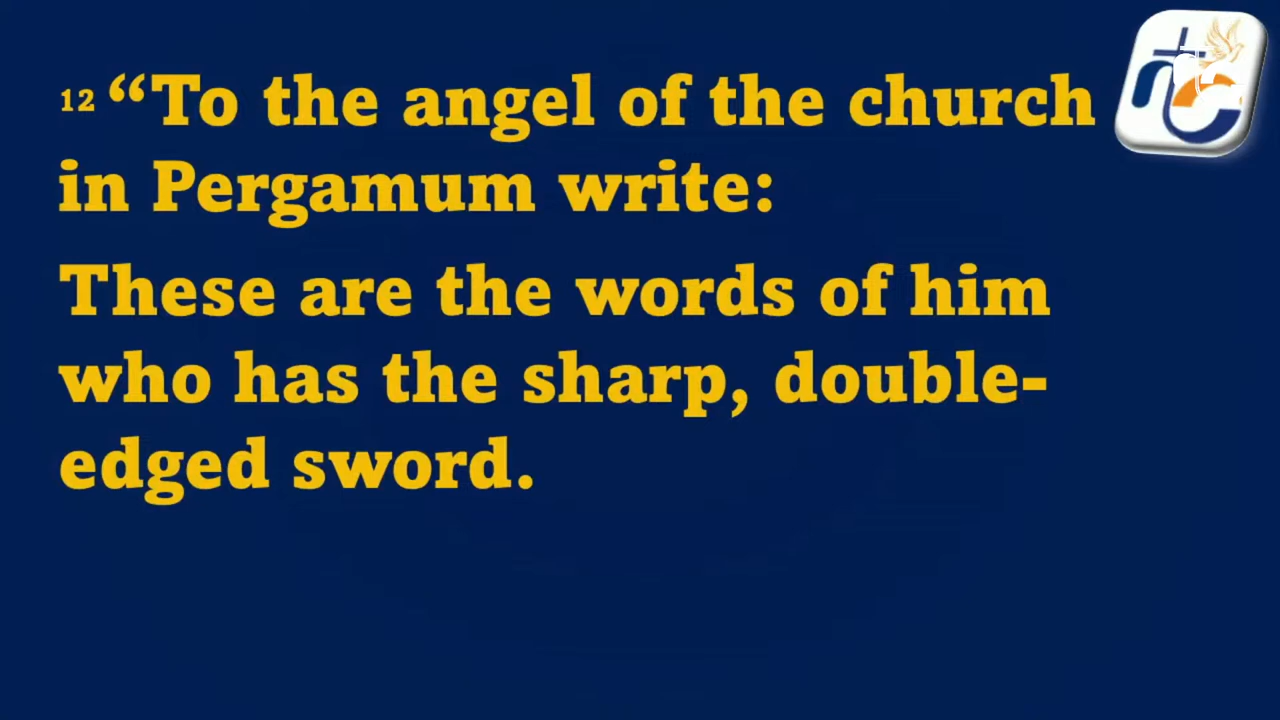 12 “To the angel of the church
in Pergamum write:
These are the words of him
who has the sharp, double-
edged sword.